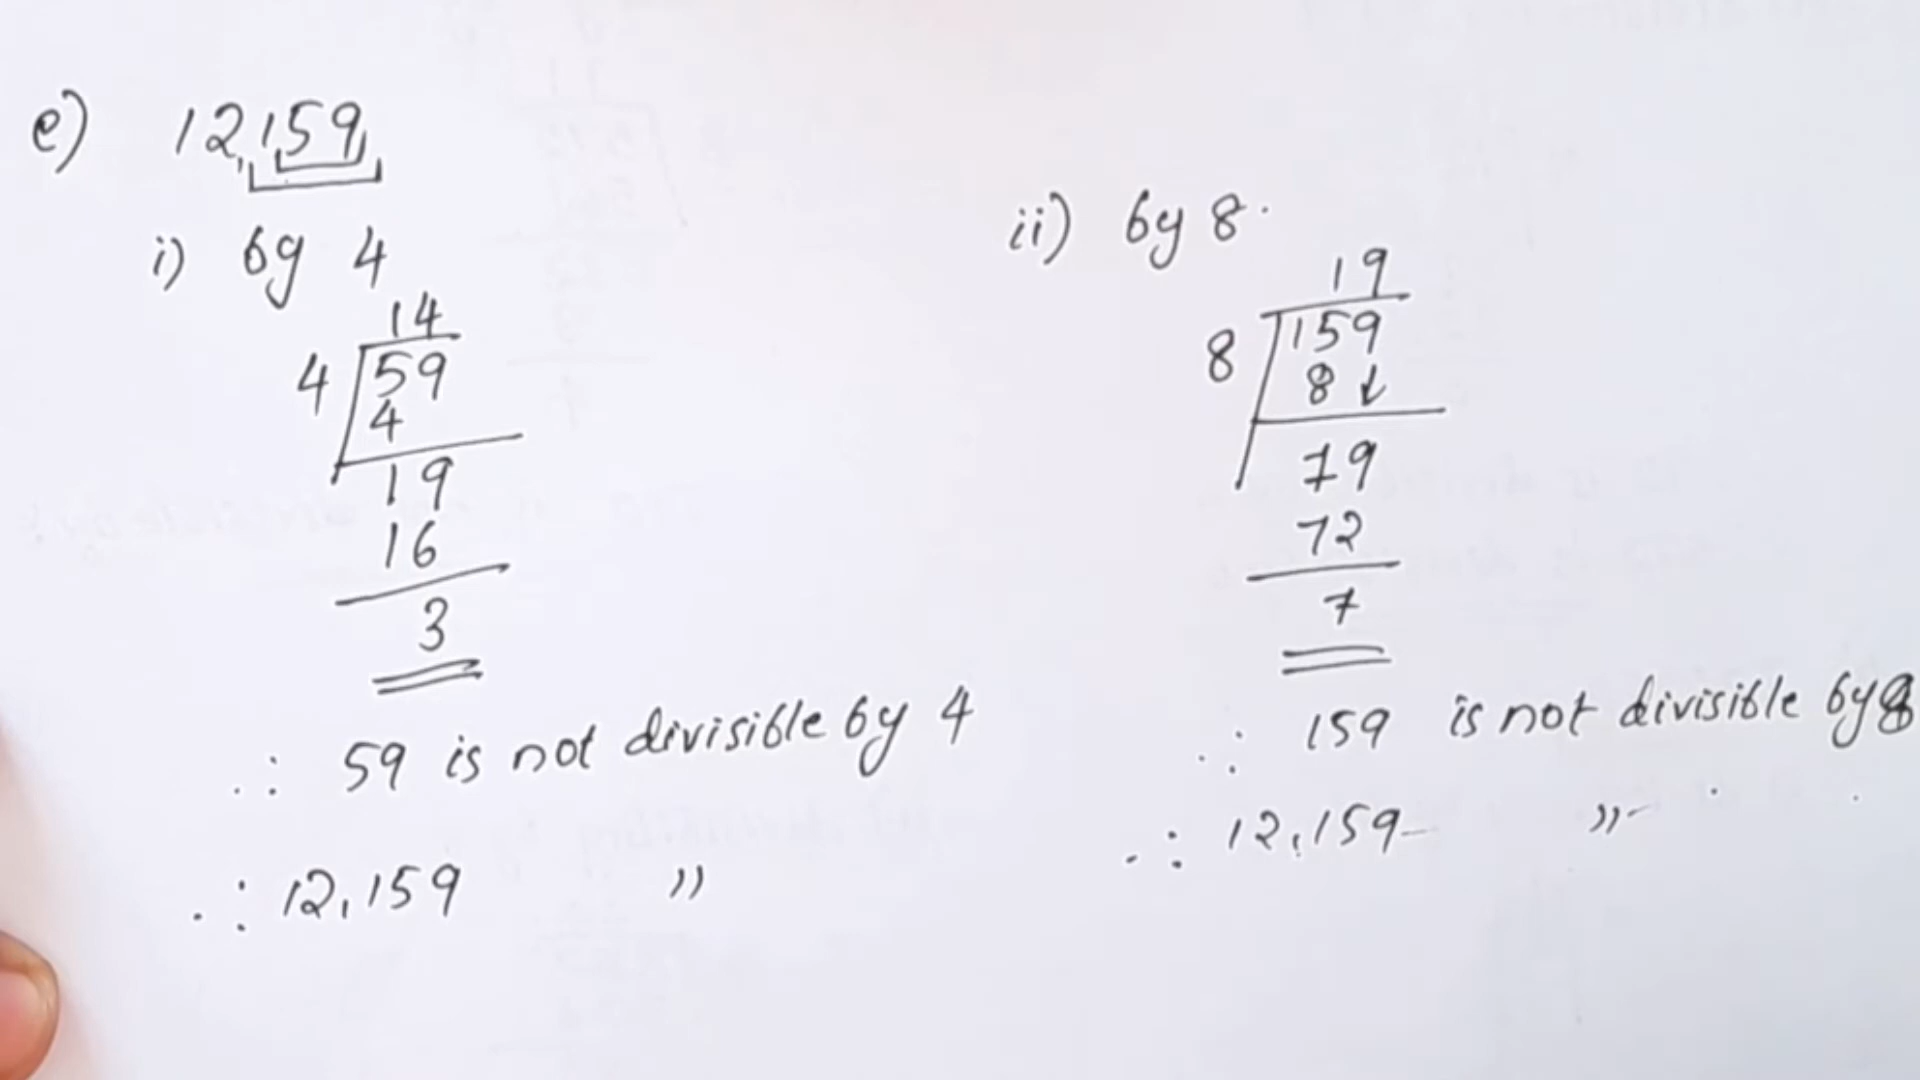 e) 12,159
i) by 4
14
4 59
4
19
16
3
∴ 59 is not divisible by 4
∴ 12,159 "
ii) by 8.
19
8 159
8 ↓
79
72
7
∴ 159 is not divisible by 8
∴ 12,159 "